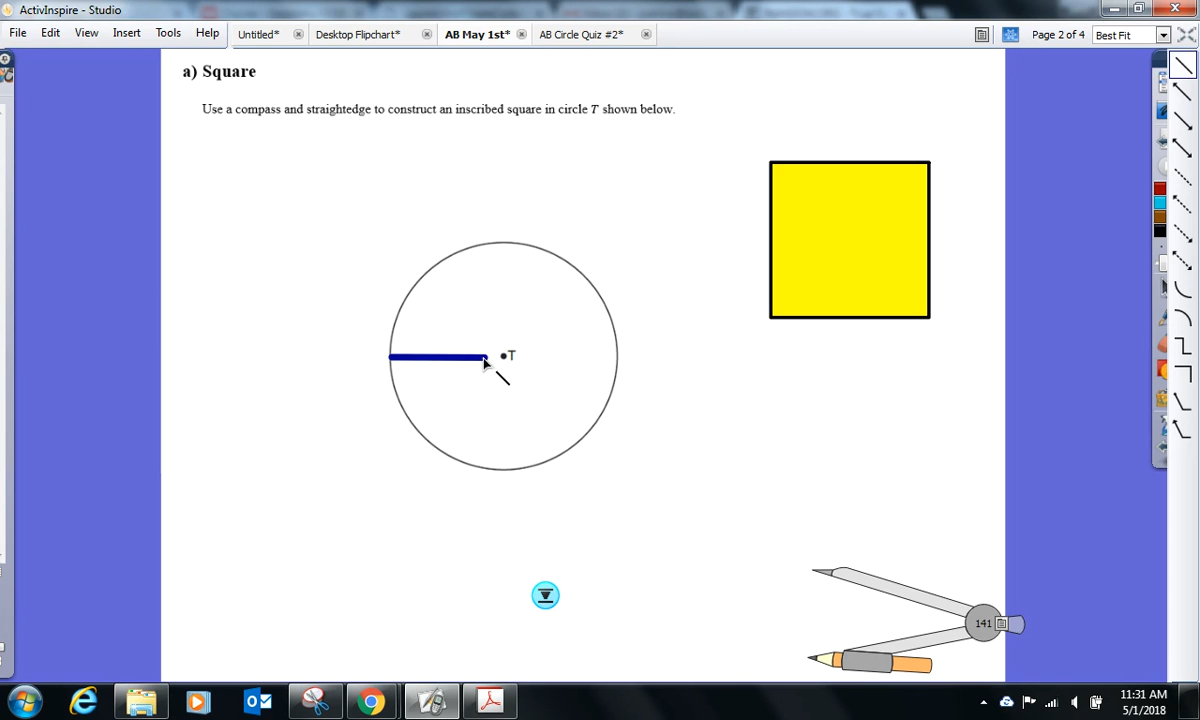 ActivInspire - Studio
File Edit View Insert Tools Help Untitled* Desktop Flipchart* AB May 1st* AB Circle Quiz #2* Page 2 of 4 Best Fit
a) Square
Use a compass and straightedge to construct an inscribed square in circle T shown below.
T
141
11:31 AM
5/1/2018